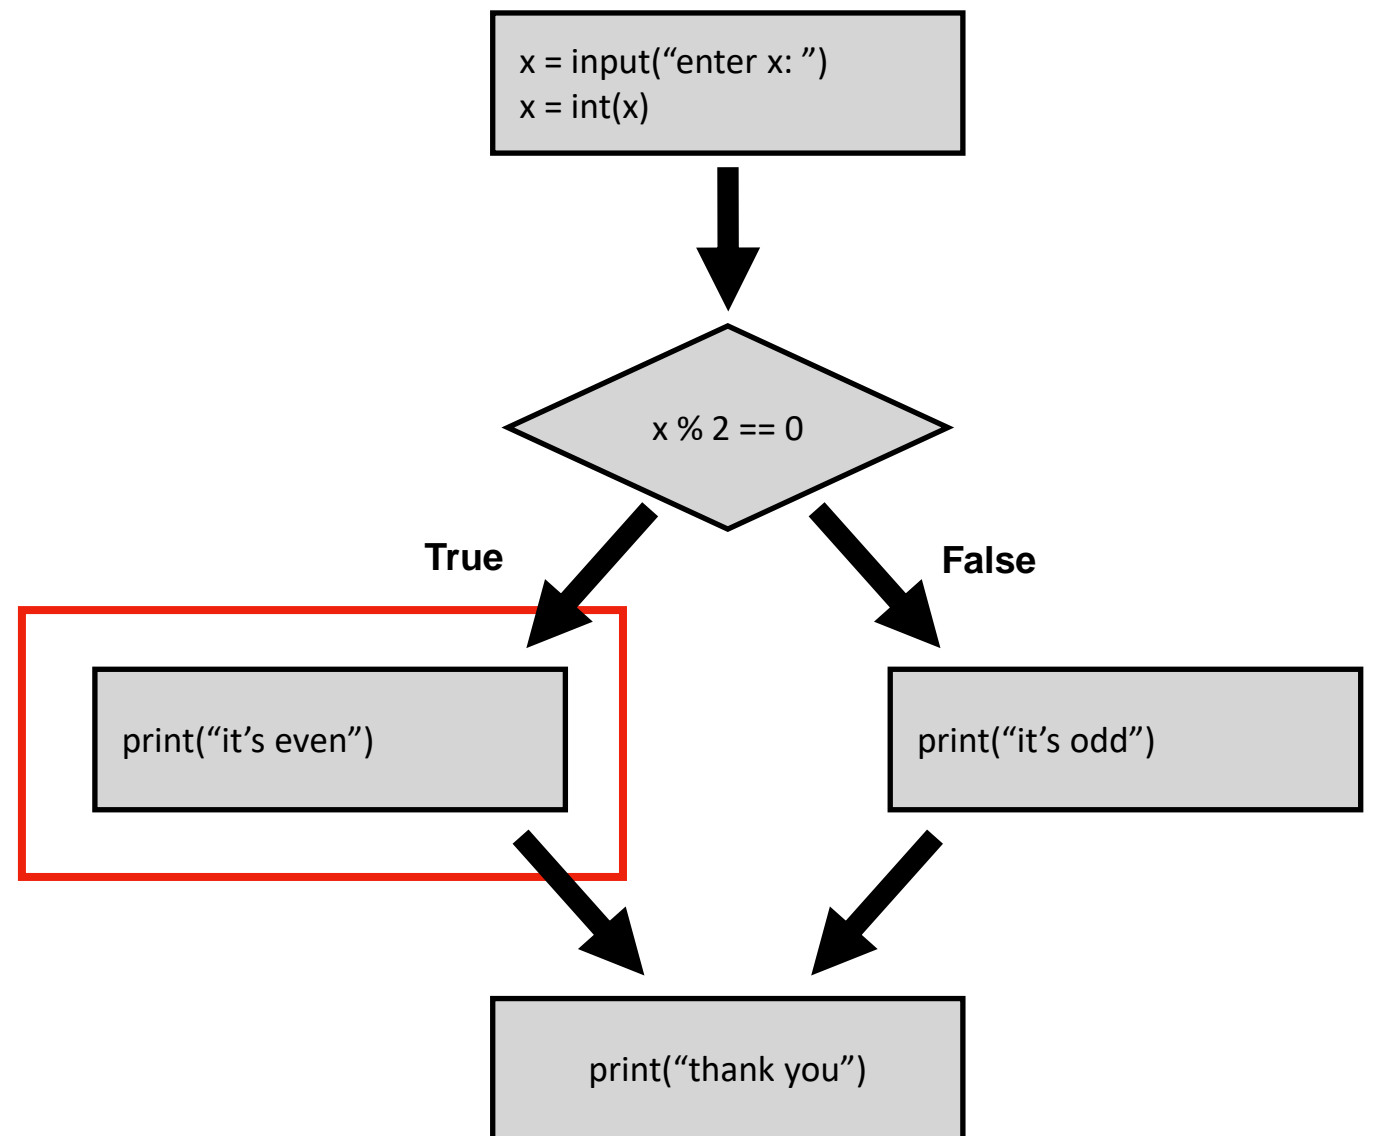 x = input(“enter x: ”)
x = int(x)
x % 2 == 0
True
False
print(“it’s even”)
print(“it’s odd”)
print(“thank you”)